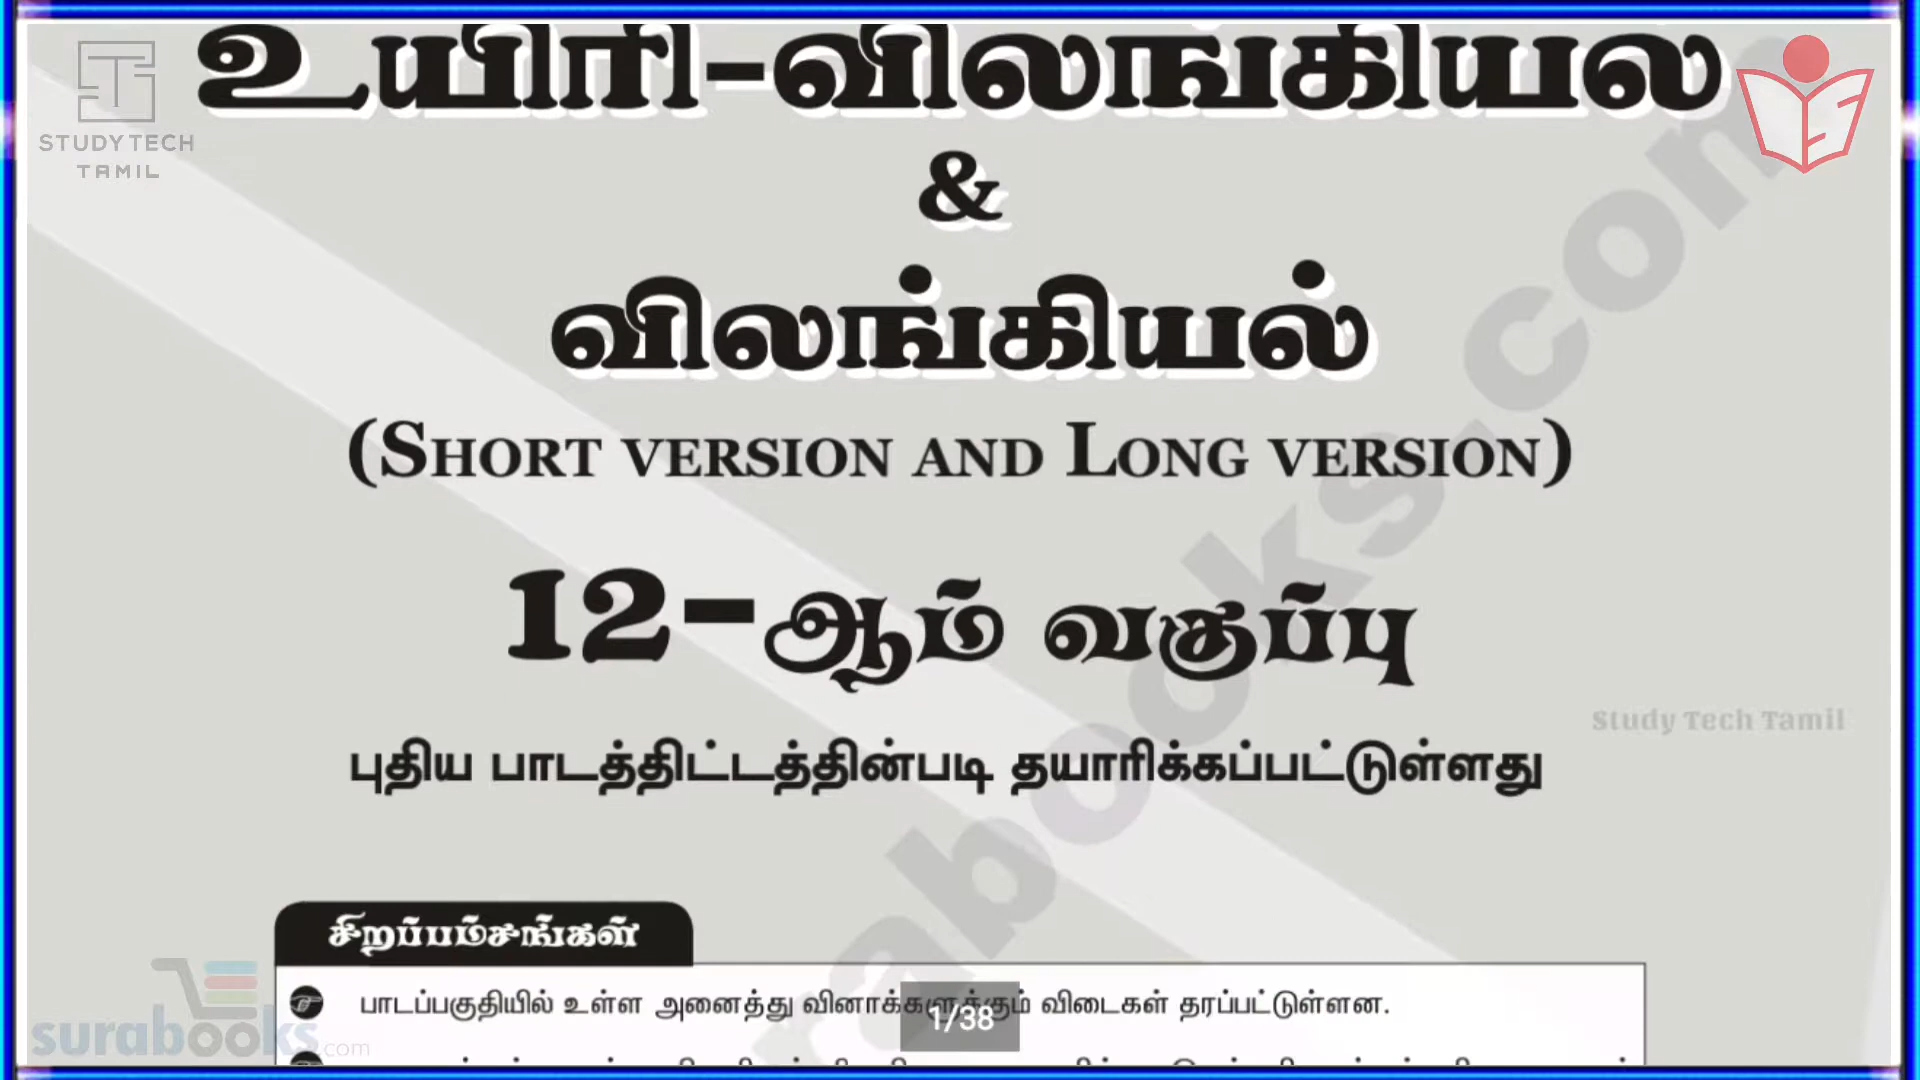 உயிரி-விலங்கியல்
STUDYTECH
TAMIL
&
விலங்கியல்
(SHORT VERSION AND LONG VERSION)
12-ஆம் வகுப்பு
Study Tech Tamil
புதிய பாடத்திட்டத்தின்படி தயாரிக்கப்பட்டுள்ளது
சிறப்பம்சங்கள்
பாடப்பகுதியில் உள்ள அனைத்து வினாக்களுக்கும் விடைகள் தரப்பட்டுள்ளன.
1/38
surabooks.com